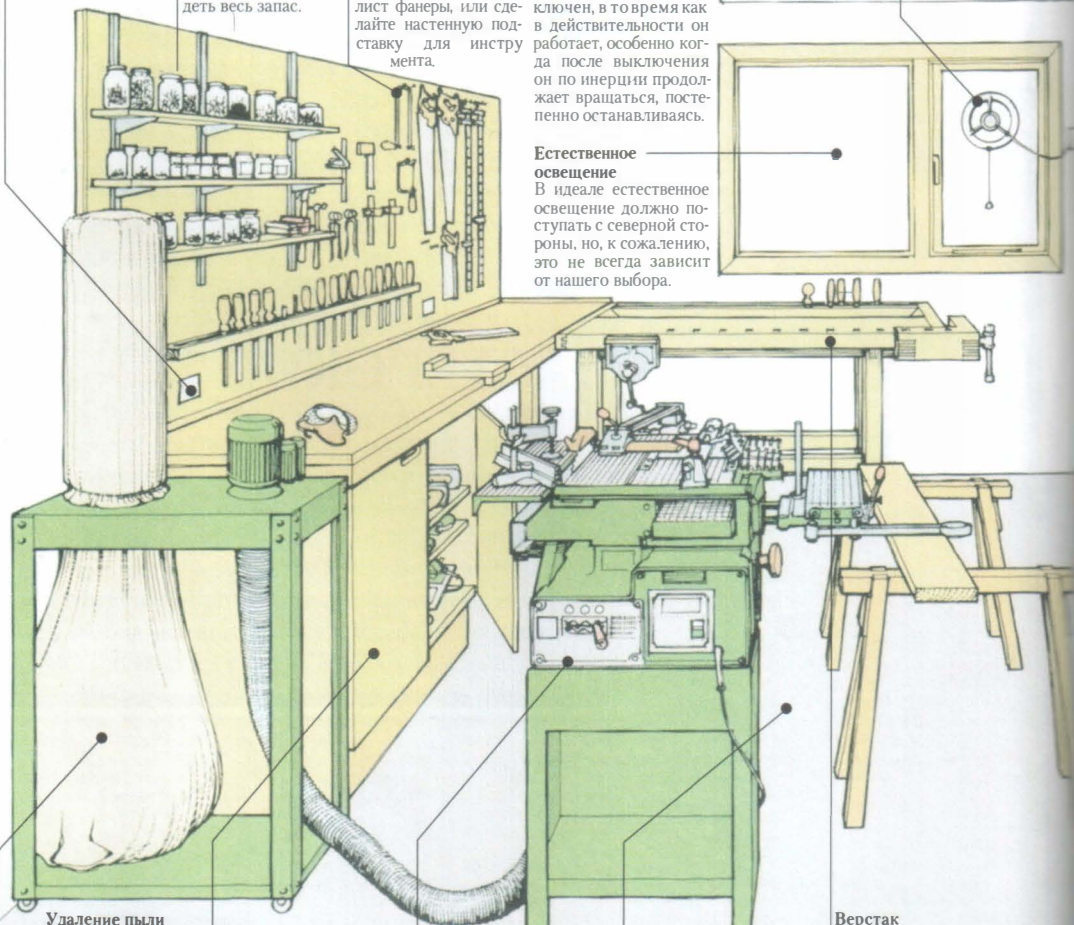 деть весь запас.
лист фанеры, или сде-
лайте настенную под-
ставку для инстру
мента.
ключен, в то время как
в действительности он
работает, особенно ког-
да после выключения
он по инерции продол-
жает вращаться, посте-
пенно останавливаясь.
Естественное
освещение
В идеале естественное
освещение должно по-
ступать с северной сто-
роны, но, к сожалению,
это не всегда зависит
от нашего выбора.
Удаление пыли
Верстак